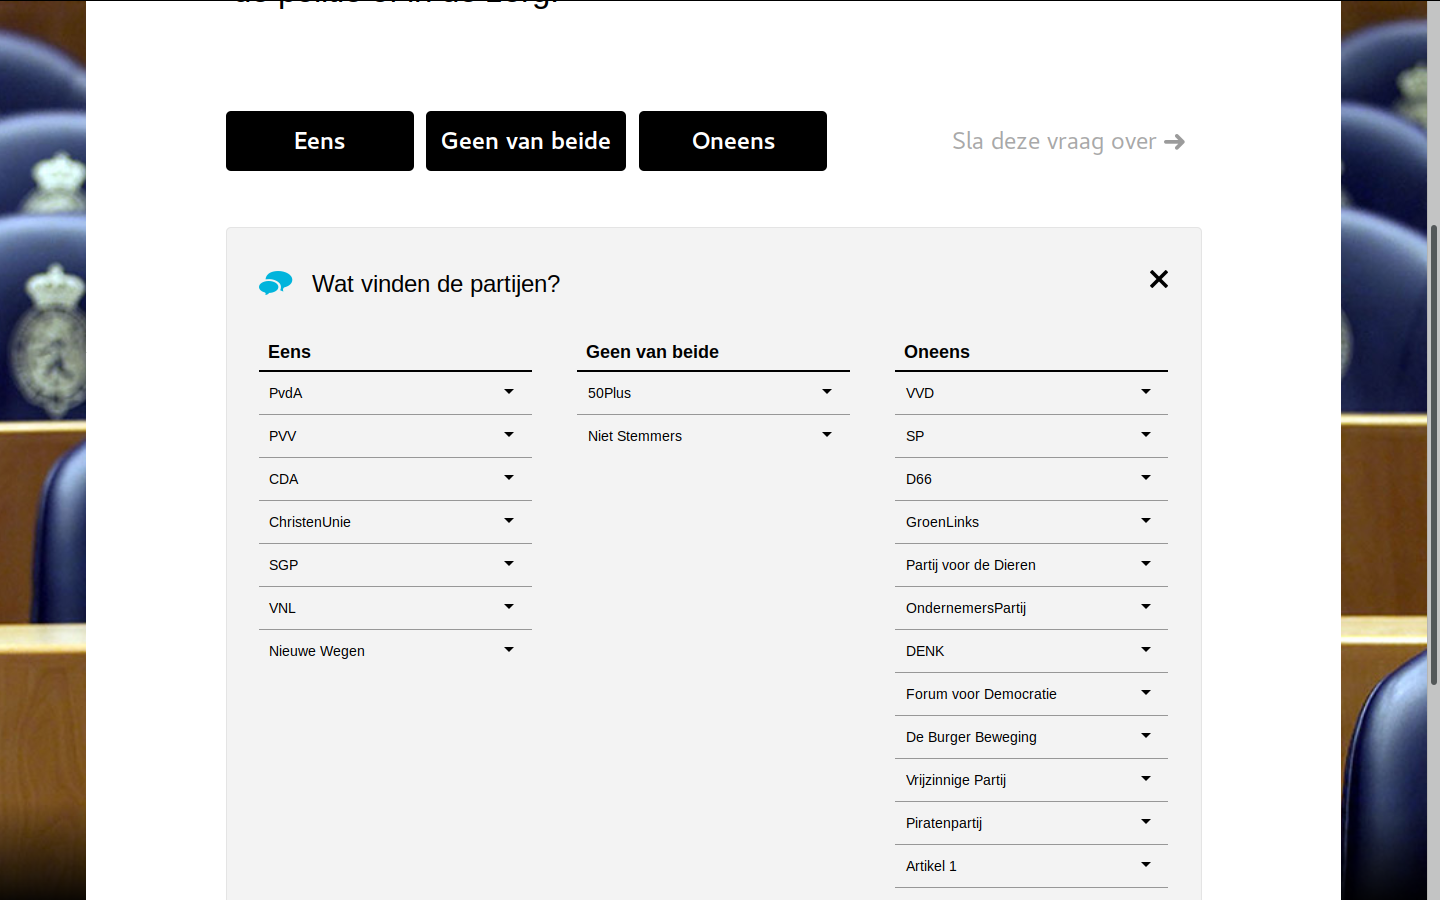 Eens
Geen van beide
Oneens
Sla deze vraag over
Wat vinden de partijen?
Eens
PvdA
PVV
CDA
ChristenUnie
SGP
VNL
Nieuwe Wegen
Geen van beide
50Plus
Niet Stemmers
Oneens
VVD
SP
D66
GroenLinks
Partij voor de Dieren
OndernemersPartij
DENK
Forum voor Democratie
De Burger Beweging
Vrijzinnige Partij
Piratenpartij
Artikel 1